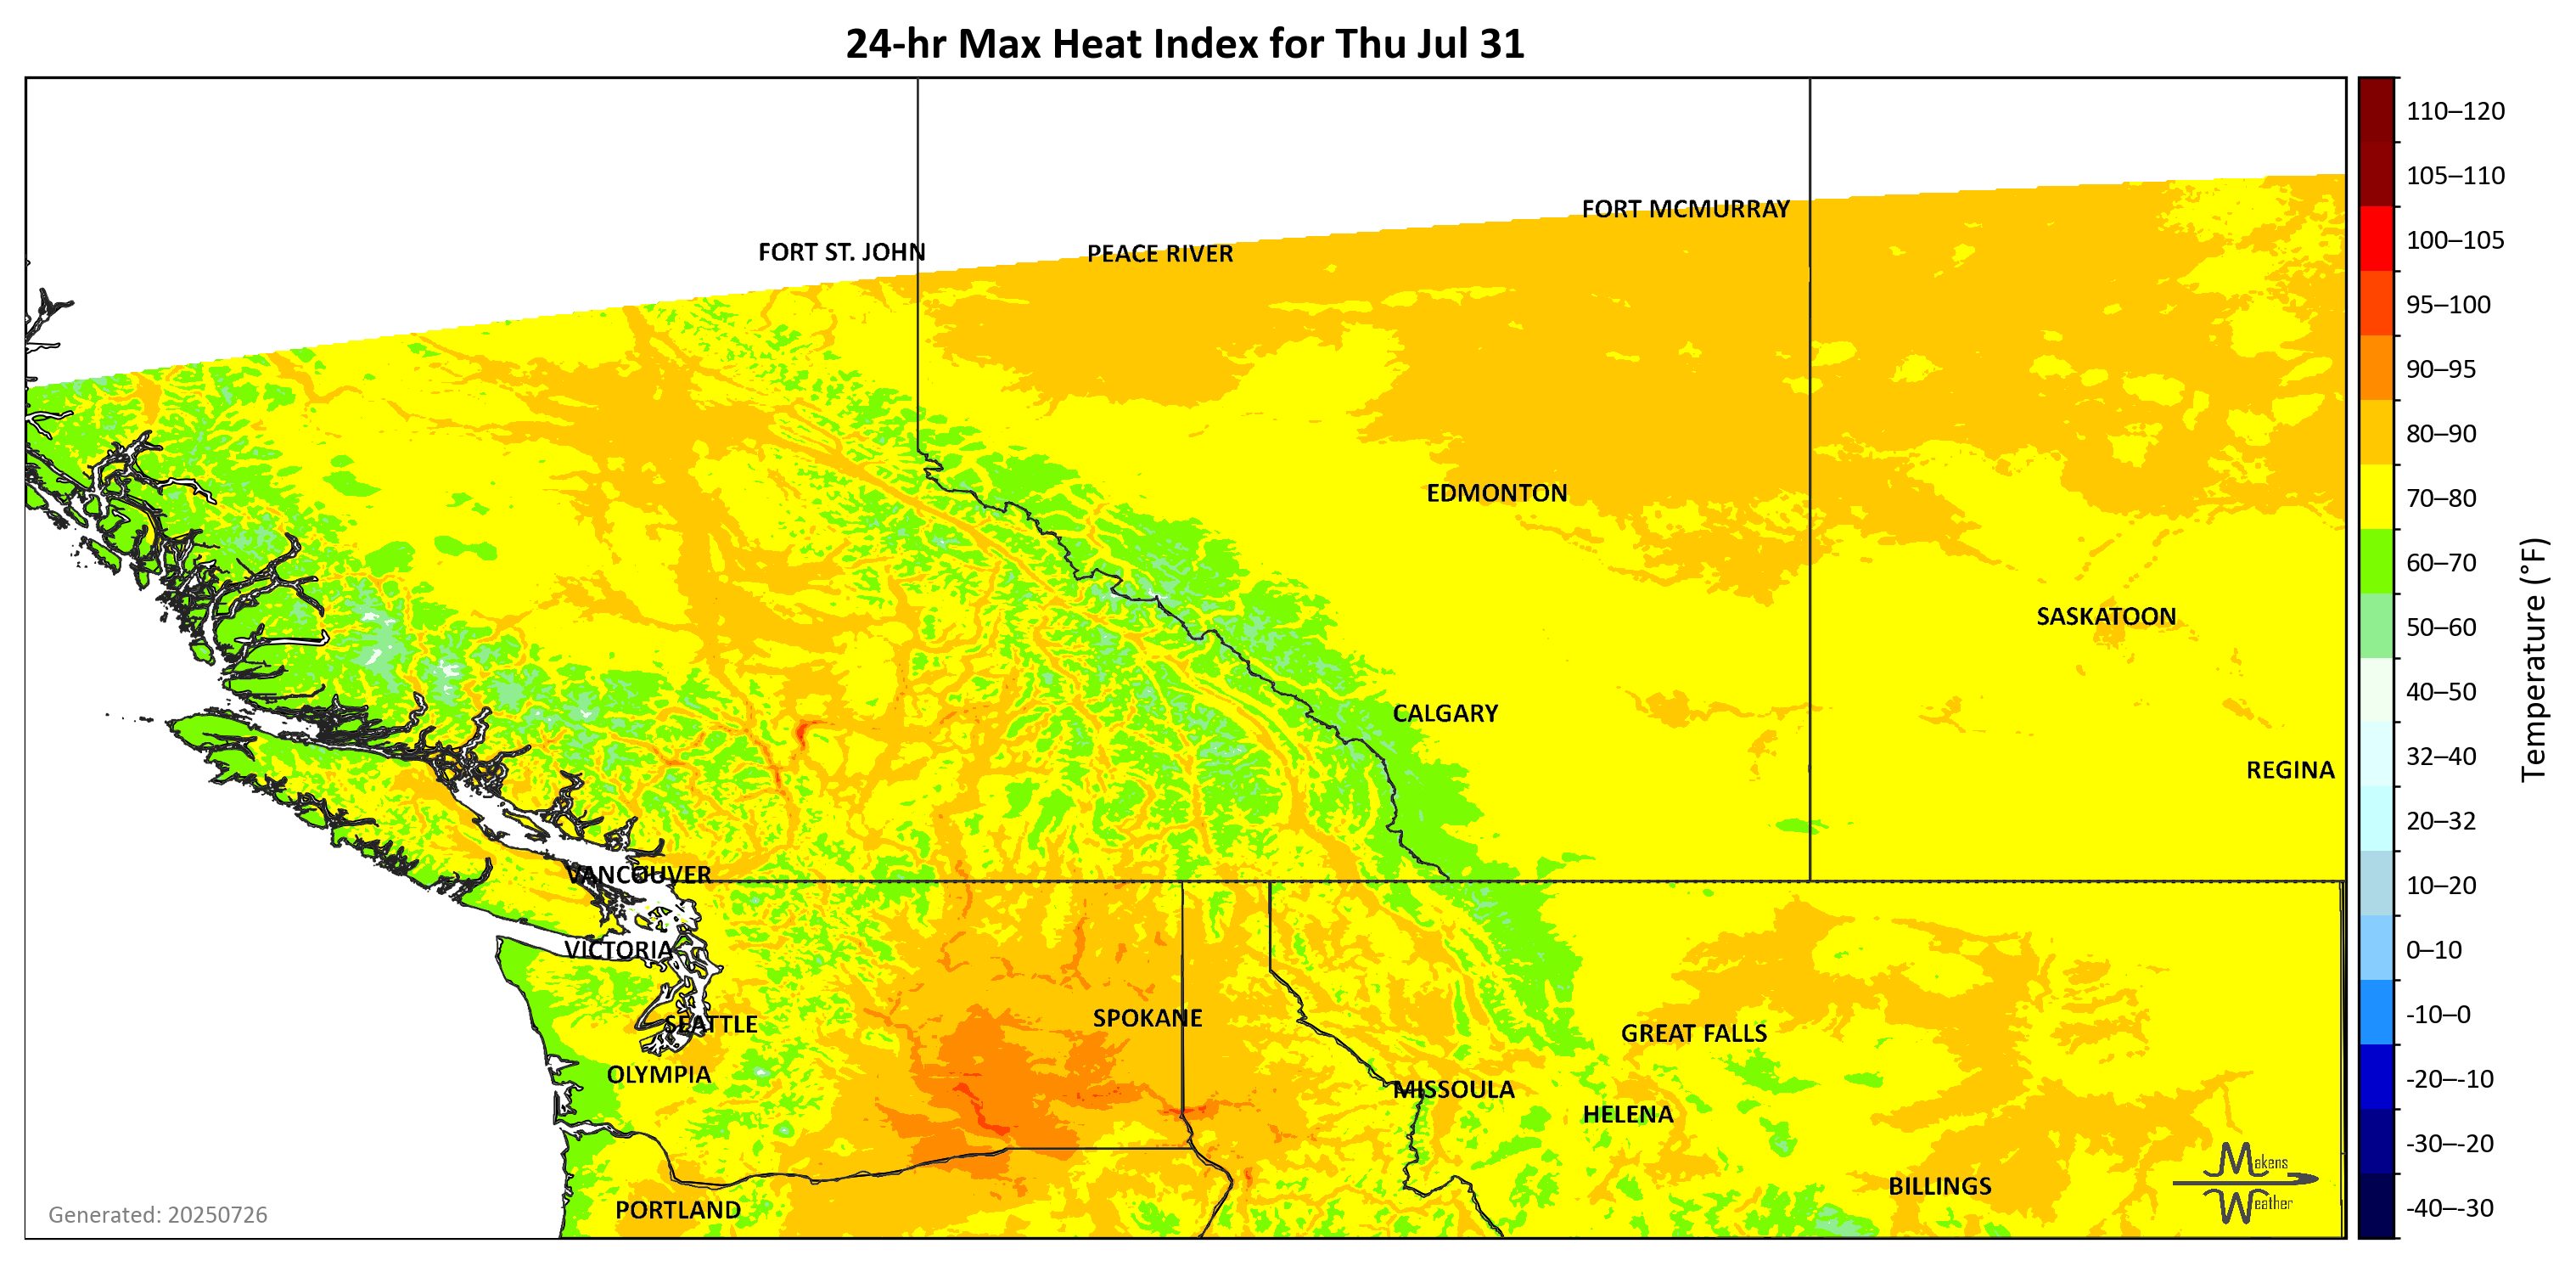 24-hr Max Heat Index for Thu Jul 31
FORT MCMURRAY
FORT ST. JOHN
PEACE RIVER
EDMONTON
SASKATOON
CALGARY
REGINA
VANCOUVER
VICTORIA
SEATTLE
SPOKANE
GREAT FALLS
OLYMPIA
MISSOULA
HELENA
BILLINGS
PORTLAND
Generated: 20250726
Makens
Weather
110–120
105–110
100–105
95–100
90–95
80–90
70–80
60–70
50–60
40–50
32–40
20–32
10–20
0–10
-10–0
-20–-10
-30–-20
-40–-30
Temperature (°F)